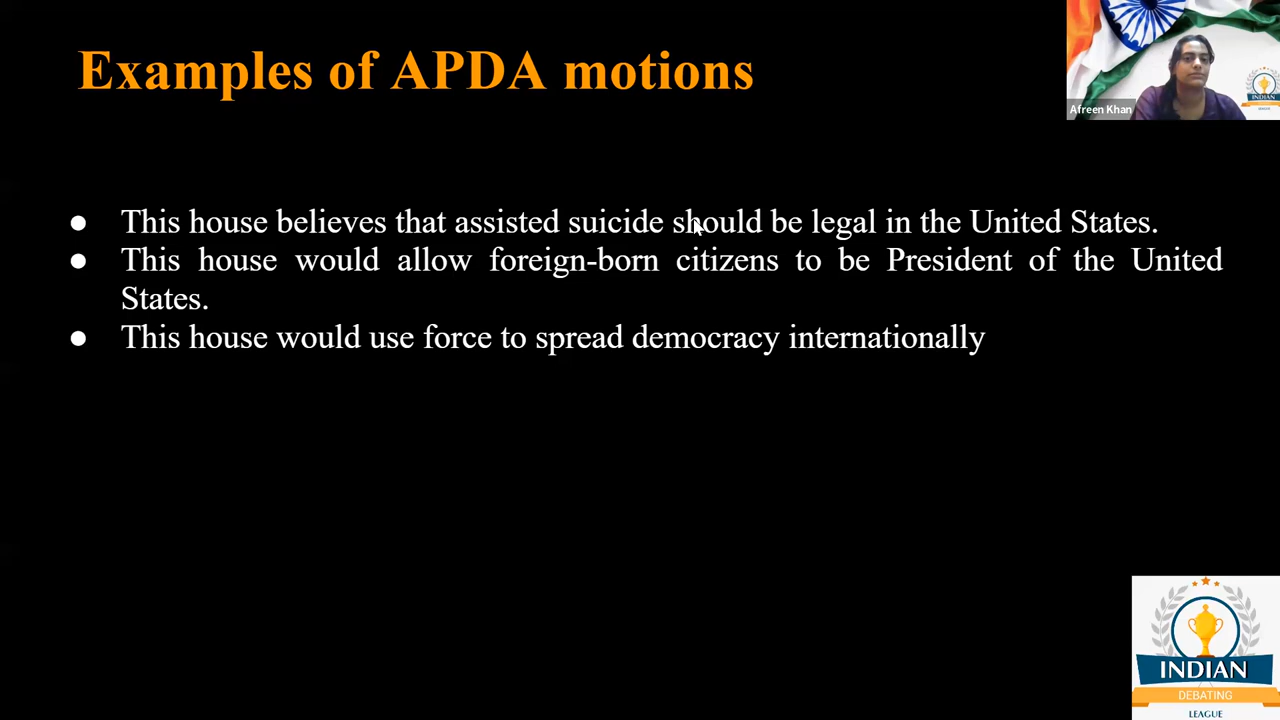 Examples of APDA motions
Afreen Khan
INDIAN
● This house believes that assisted suicide should be legal in the United States.
● This house would allow foreign-born citizens to be President of the United
States.
● This house would use force to spread democracy internationally
INDIAN
DEBATING
LEAGUE